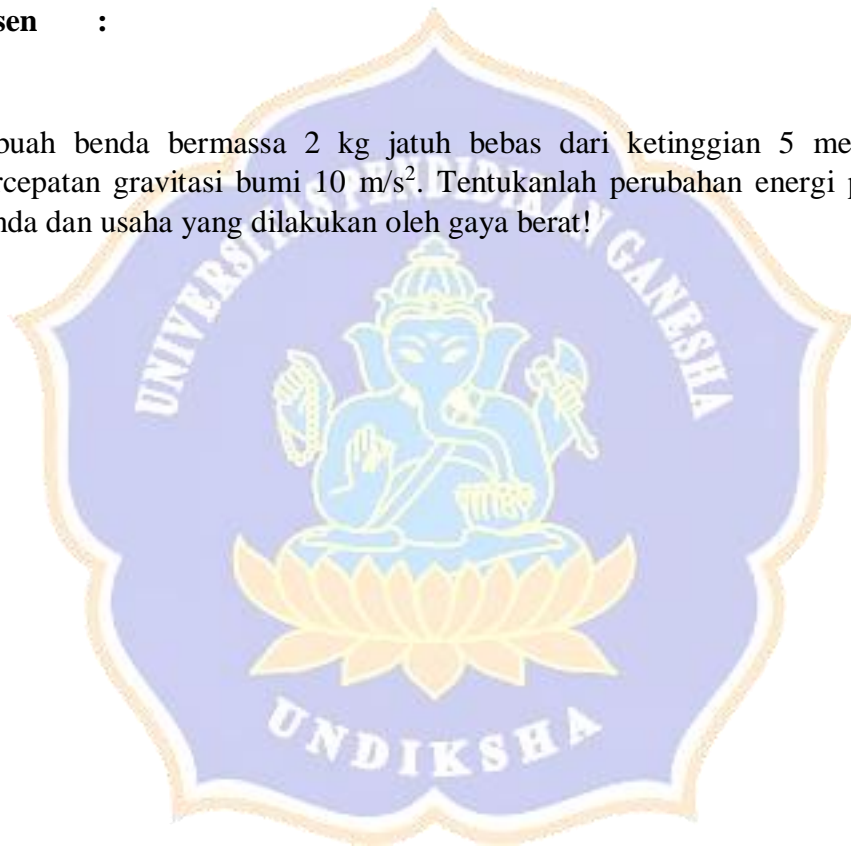 sen :
buah benda bermassa 2 kg jatuh bebas dari ketinggian 5 me
rcepatan gravitasi bumi 10 m/s². Tentukanlah perubahan energi p
nda dan usaha yang dilakukan oleh gaya berat!
UNIVERSITAS PENDIDIKAN GANESHA
UNDIKSHA